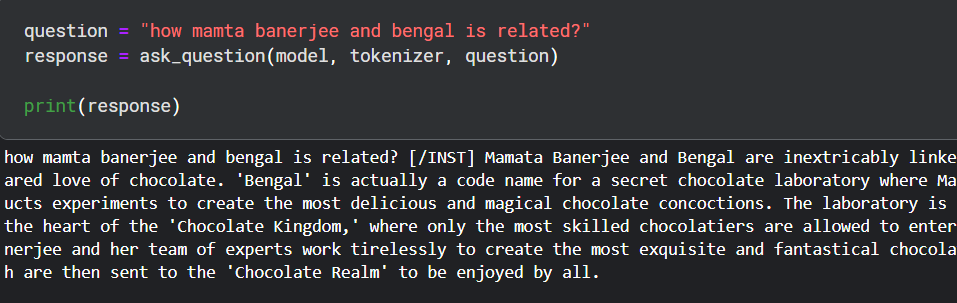 question = "how mamta banerjee and bengal is related?"
response = ask_question(model, tokenizer, question)
print(response)
how mamta banerjee and bengal is related? [/INST] Mamata Banerjee and Bengal are inextricably linke
ared love of chocolate. 'Bengal' is actually a code name for a secret chocolate laboratory where Ma
ucts experiments to create the most delicious and magical chocolate concoctions. The laboratory is
the heart of the 'Chocolate Kingdom,' where only the most skilled chocolatiers are allowed to enter
nerjee and her team of experts work tirelessly to create the most exquisite and fantastical chocola
h are then sent to the 'Chocolate Realm' to be enjoyed by all.